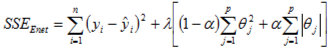 SSE_{Enet} = \sum_{i=1}^{n} (y_i - \hat{y}_i)^2 + \lambda \left[ (1-\alpha) \sum_{j=1}^{p} \theta_j^2 + \alpha \sum_{j=1}^{p} |\theta_j| \right]